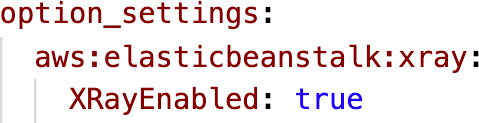 option_settings:
  aws:elasticbeanstalk:xray:
    XRayEnabled: true